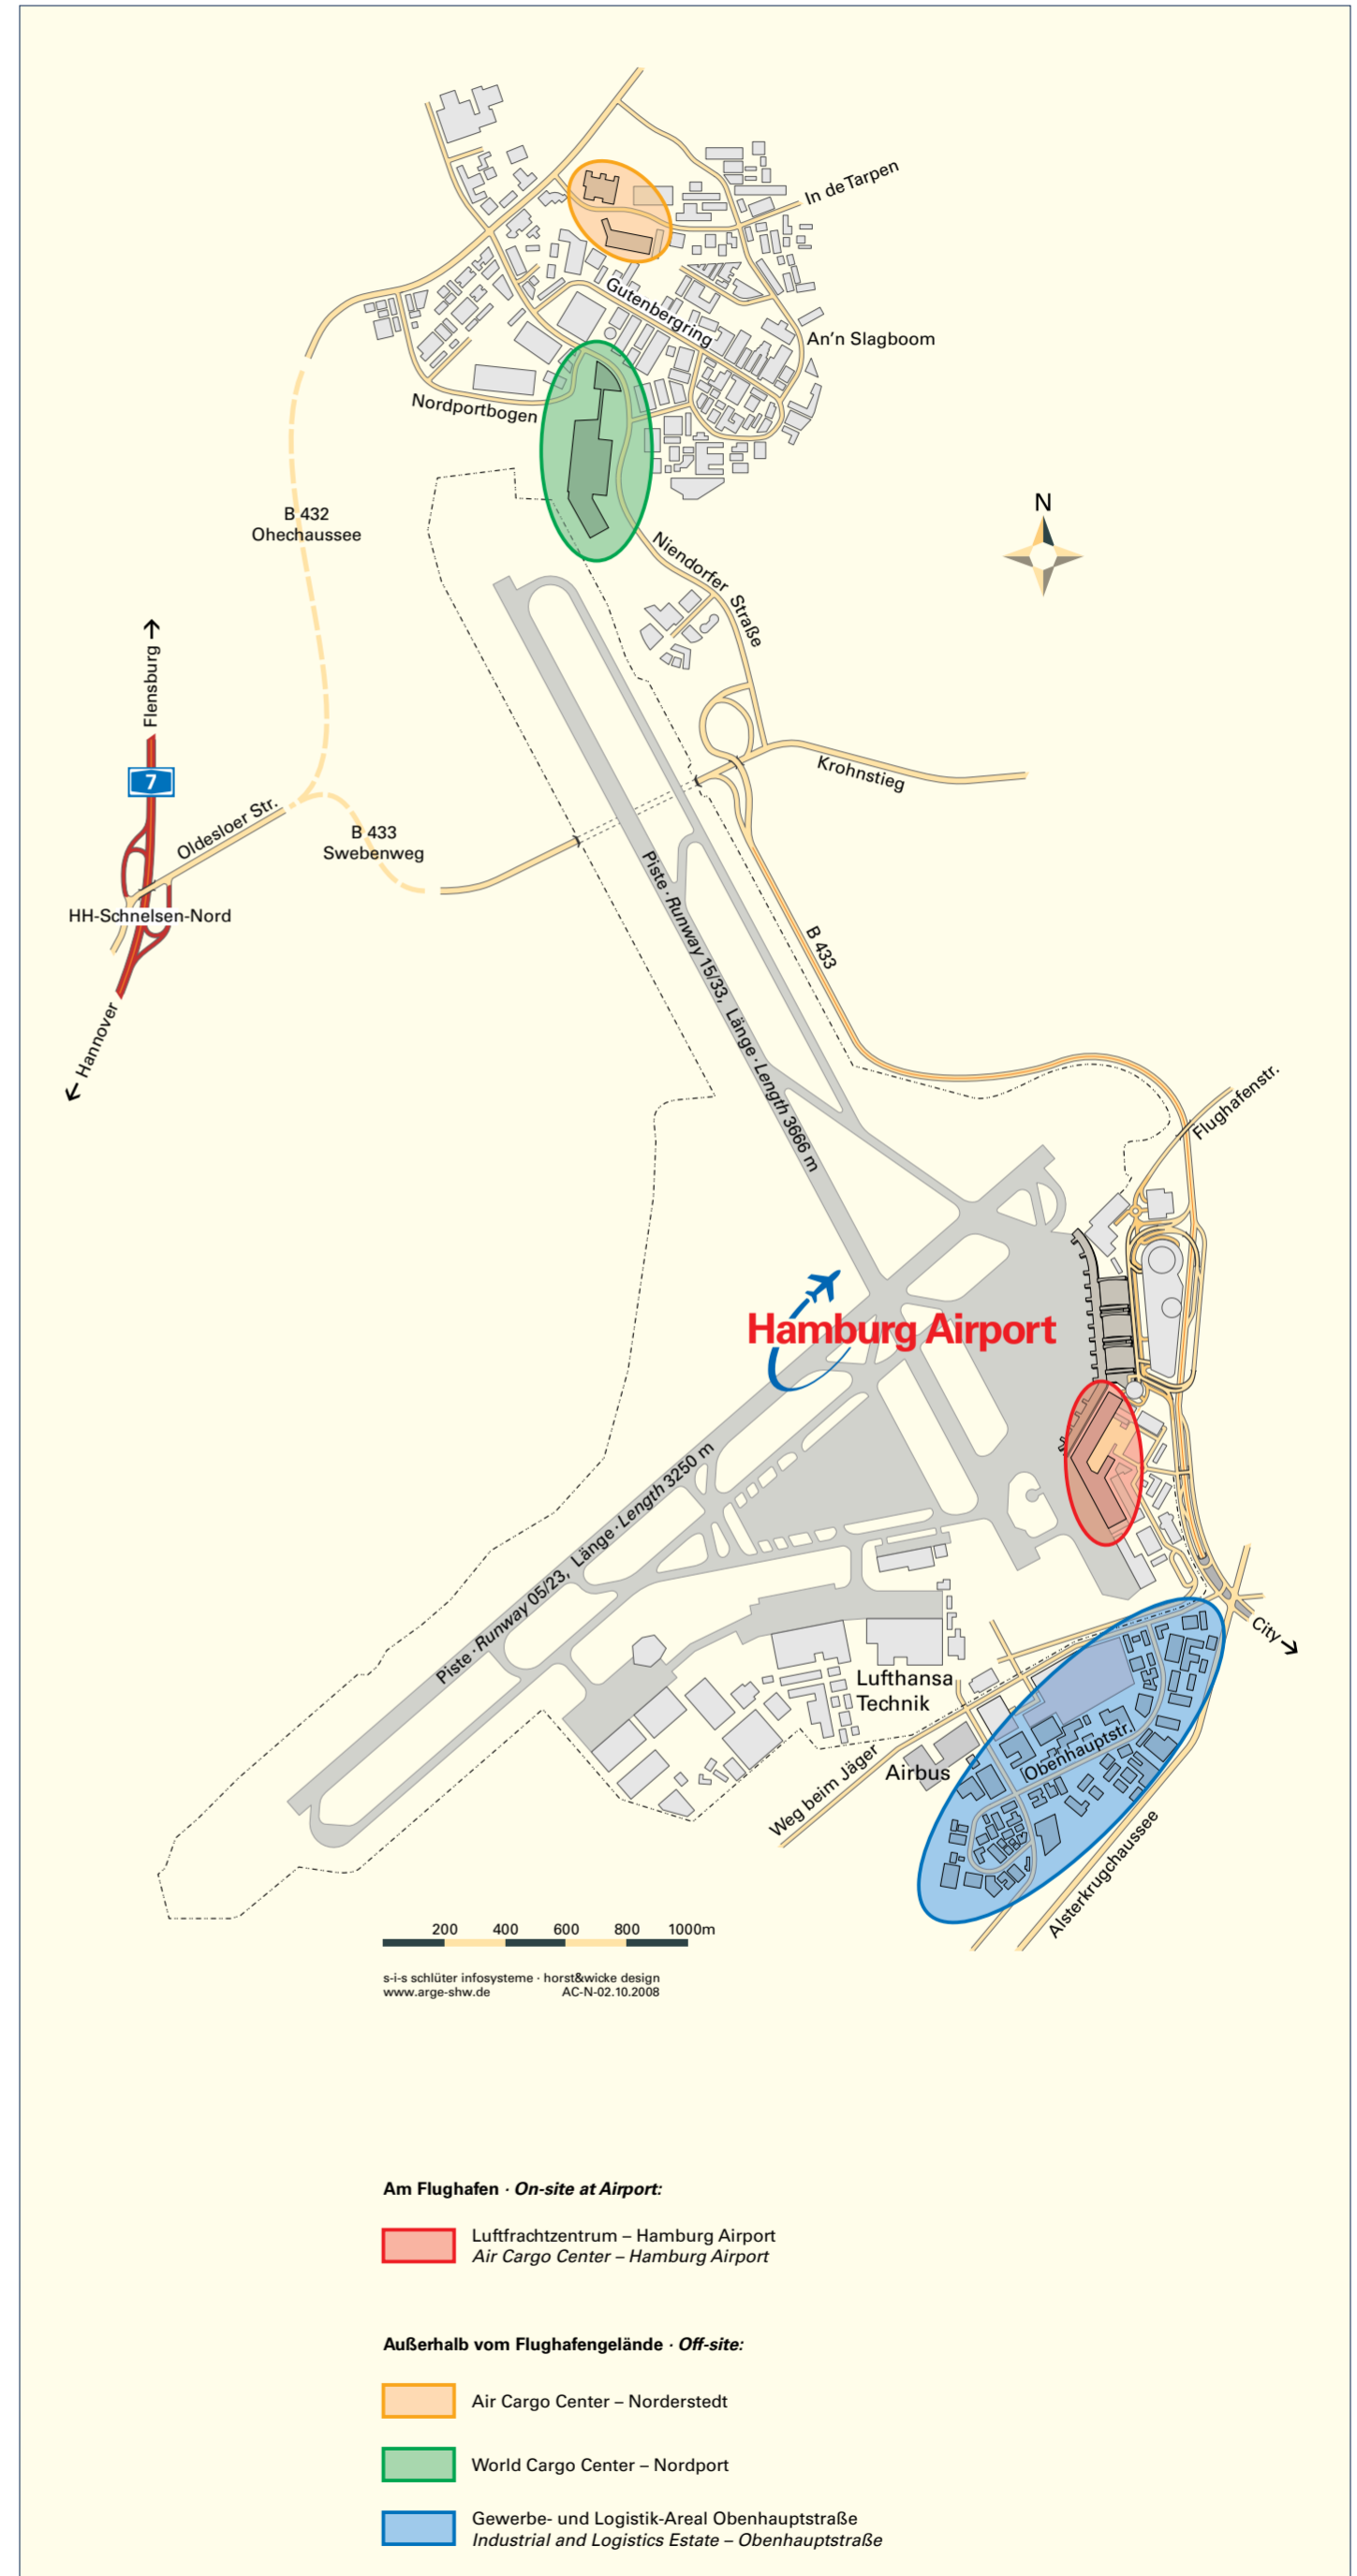 In de Tarpen
Gutenbergring
An’n Slagboom
Nordportbogen
N
B 432
Ohechaussee
Niendorfer Straße
Flensburg
7
Krohnstieg
Oldesloer Str.
B 433
Swebenweg
HH-Schnelsen-Nord
B 433
Hannover
Piste · Runway 15/33, Länge · Length 3666 m
Flughafenstr.
Hamburg Airport
Piste · Runway 05/23, Länge · Length 3250 m
City
Lufthansa
Technik
Obenhauptstr.
Airbus
Weg beim Jäger
Alsterkrugchaussee
200 400 600 800 1000m
s-i-s schlüter infosysteme · horst&wicke design
www.arge-shw.de AC-N-02.10.2008
Am Flughafen · On-site at Airport:
Luftfrachtzentrum – Hamburg Airport
Air Cargo Center – Hamburg Airport
Außerhalb vom Flughafengelände · Off-site:
Air Cargo Center – Norderstedt
World Cargo Center – Nordport
Gewerbe- und Logistik-Areal Obenhauptstraße
Industrial and Logistics Estate – Obenhauptstraße